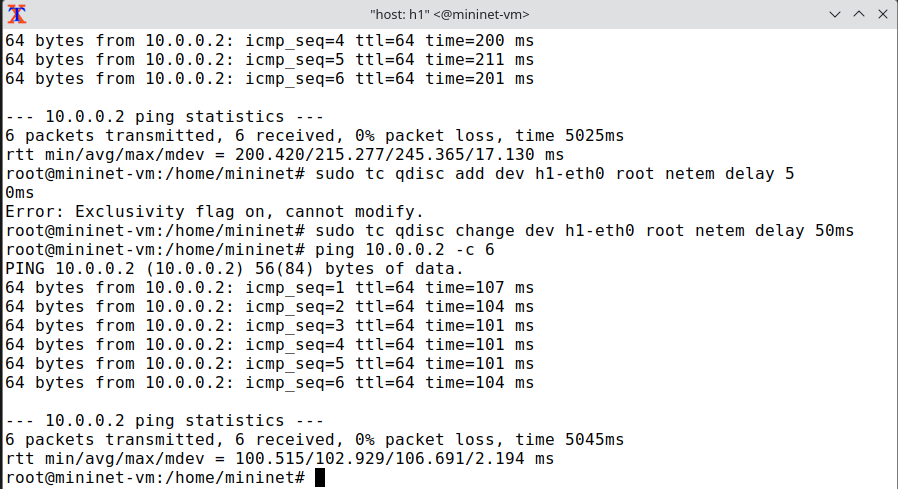 "host: h1" <@mininet-vm>
64 bytes from 10.0.0.2: icmp_seq=4 ttl=64 time=200 ms
64 bytes from 10.0.0.2: icmp_seq=5 ttl=64 time=211 ms
64 bytes from 10.0.0.2: icmp_seq=6 ttl=64 time=201 ms
--- 10.0.0.2 ping statistics ---
6 packets transmitted, 6 received, 0% packet loss, time 5025ms
rtt min/avg/max/mdev = 200.420/215.277/245.365/17.130 ms
root@mininet-vm:/home/mininet# sudo tc qdisc add dev h1-eth0 root netem delay 5
0ms
Error: Exclusivity flag on, cannot modify.
root@mininet-vm:/home/mininet# sudo tc qdisc change dev h1-eth0 root netem delay 50ms
root@mininet-vm:/home/mininet# ping 10.0.0.2 -c 6
PING 10.0.0.2 (10.0.0.2) 56(84) bytes of data.
64 bytes from 10.0.0.2: icmp_seq=1 ttl=64 time=107 ms
64 bytes from 10.0.0.2: icmp_seq=2 ttl=64 time=104 ms
64 bytes from 10.0.0.2: icmp_seq=3 ttl=64 time=101 ms
64 bytes from 10.0.0.2: icmp_seq=4 ttl=64 time=101 ms
64 bytes from 10.0.0.2: icmp_seq=5 ttl=64 time=101 ms
64 bytes from 10.0.0.2: icmp_seq=6 ttl=64 time=104 ms
--- 10.0.0.2 ping statistics ---
6 packets transmitted, 6 received, 0% packet loss, time 5045ms
rtt min/avg/max/mdev = 100.515/102.929/106.691/2.194 ms
root@mininet-vm:/home/mininet#